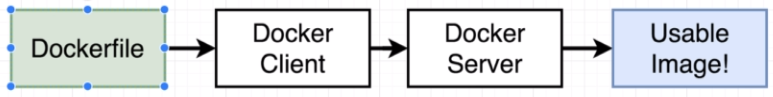 Dockerfile
Docker
Client
Docker
Server
Usable
Image!